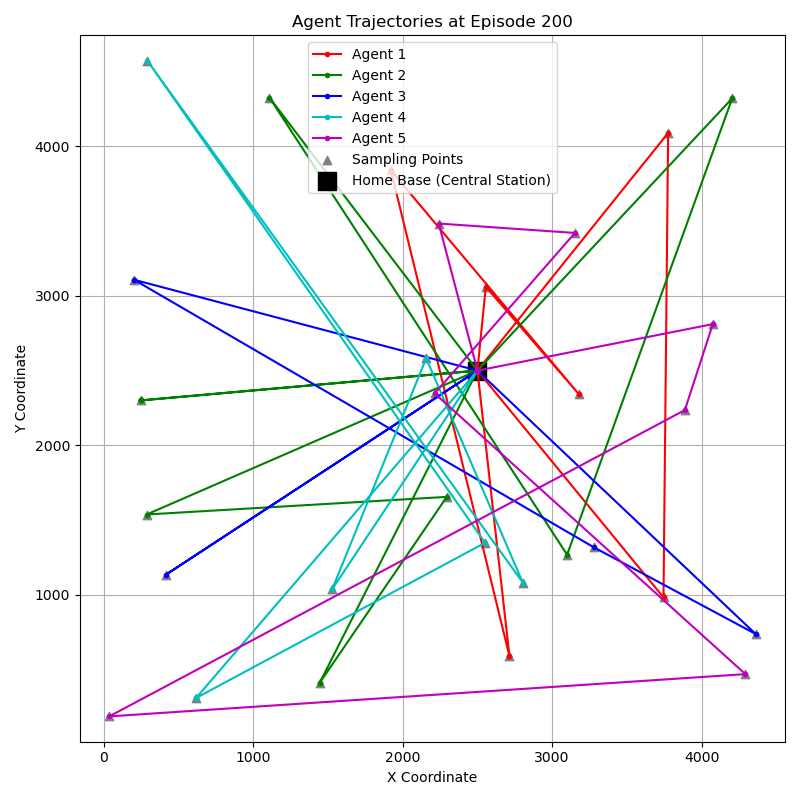 Agent Trajectories at Episode 200
Agent 1
Agent 2
Agent 3
Agent 4
Agent 5
Sampling Points
Home Base (Central Station)
Y Coordinate
4000
3000
2000
1000
0 1000 2000 3000 4000
X Coordinate